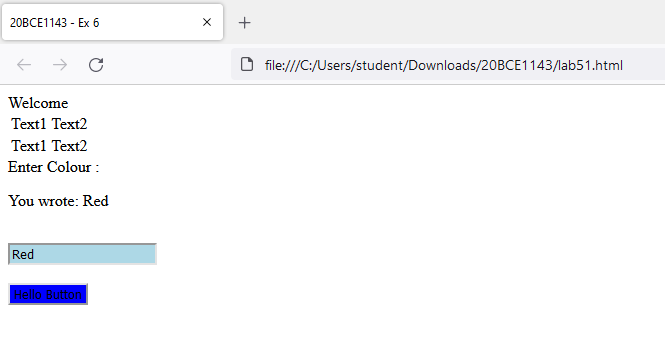 20BCE1143 - Ex 6
file:///C:/Users/student/Downloads/20BCE1143/lab51.html
Welcome
Text1 Text2
Text1 Text2
Enter Colour :
You wrote: Red
Red
Hello Button